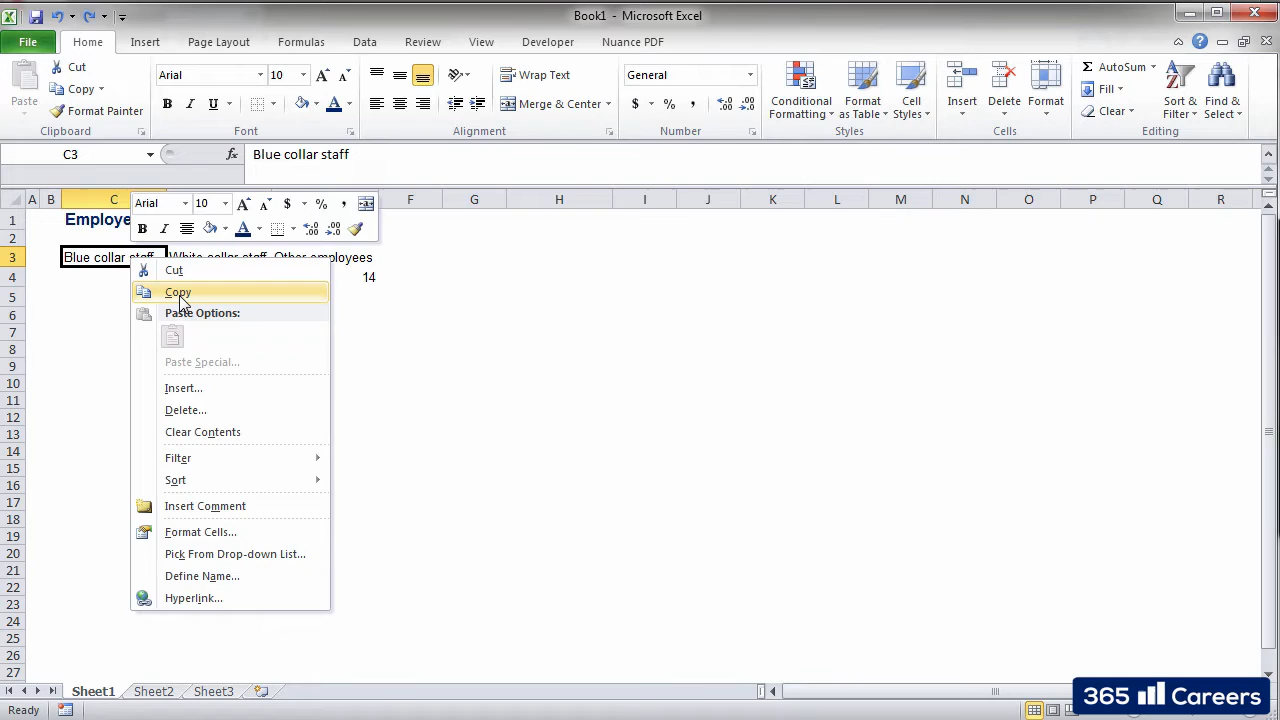 Book1 - Microsoft Excel
File Home Insert Page Layout Formulas Data Review View Developer Nuance PDF
Paste
Cut
Copy
Format Painter
Clipboard
Arial 10
B I U
A
Font
Wrap Text
Merge & Center
Alignment
General
$ % ,
Number
Conditional Formatting
Format as Table
Cell Styles
Styles
Insert Delete Format
Cells
AutoSum
Fill
Clear
Sort & Filter
Find & Select
Editing
C3 fx Blue collar staff
A B C F G H I J K L M N O P Q R
Arial 10 A A $ % ,
B I A
1 Employe
2
3 Blue collar staff White collar staff Other employees
4 14
5
6
7
8
9
10
11
12
13
14
15
16
17
18
19
20
21
22
23
24
25
26
27
Cut
Copy
Paste Options:
Paste Special...
Insert...
Delete...
Clear Contents
Filter
Sort
Insert Comment
Format Cells...
Pick From Drop-down List...
Define Name...
Hyperlink...
Sheet1 Sheet2 Sheet3
Ready
365 Careers